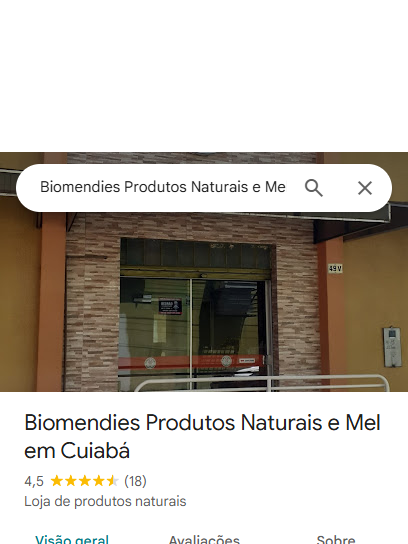 Biomendies Produtos Naturais e Me
49 V
Biomendies Produtos Naturais e Mel
em Cuiabá
4,5 (18)
Loja de produtos naturais
Visão geral Avaliações Sobre